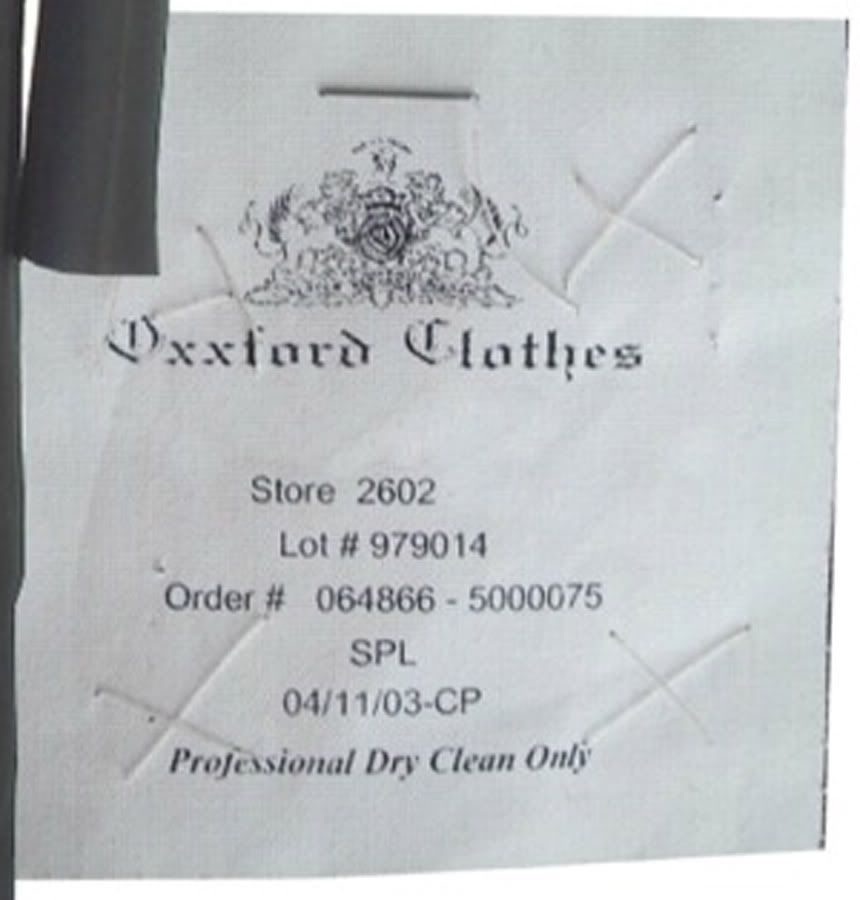 Oxxford Clothes
Store 2602
Lot # 979014
Order # 064866 - 5000075
SPL
04/11/03-CP
Professional Dry Clean Only